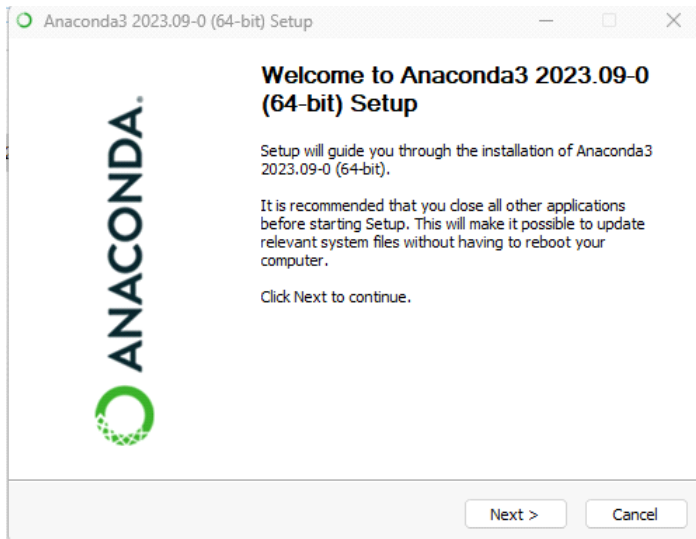 Anaconda3 2023.09-0 (64-bit) Setup
ANACONDA.
Welcome to Anaconda3 2023.09-0
(64-bit) Setup
Setup will guide you through the installation of Anaconda3
2023.09-0 (64-bit).
It is recommended that you close all other applications
before starting Setup. This will make it possible to update
relevant system files without having to reboot your
computer.
Click Next to continue.
Next >
Cancel